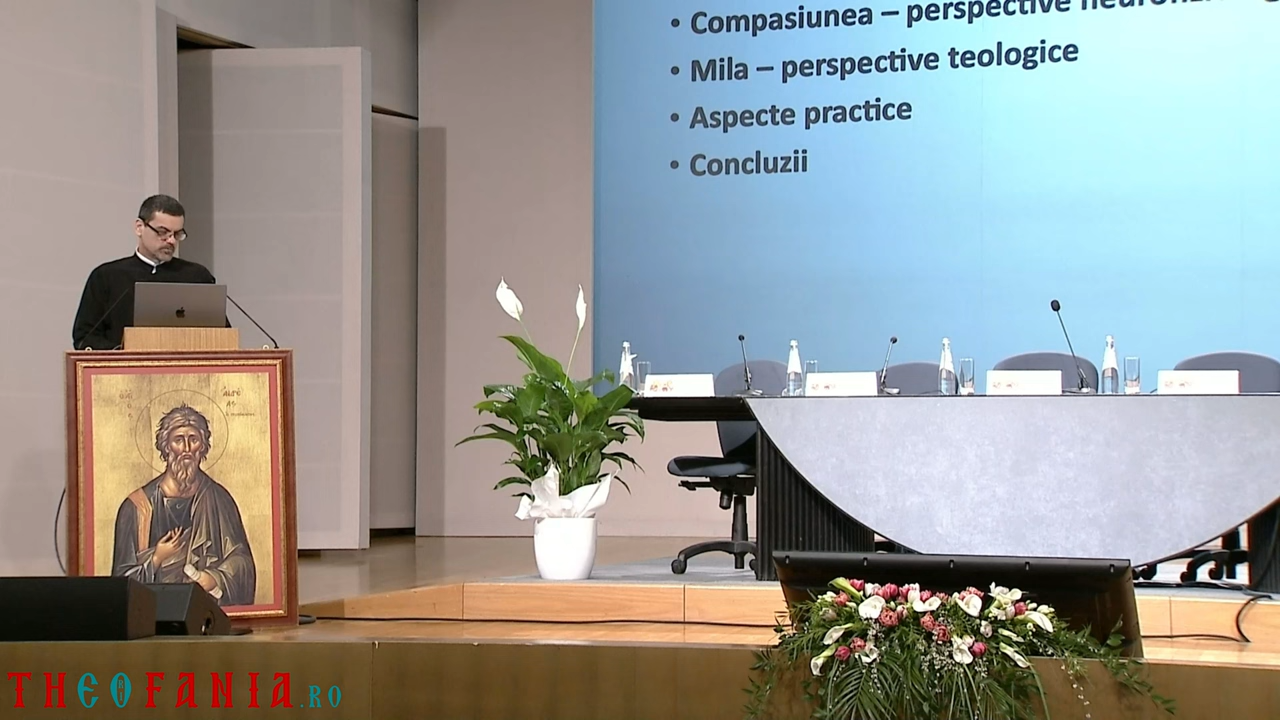 • Compasiunea – perspective
• Mila – perspective teologice
• Aspecte practice
• Concluzii
THEOFANIA.RO